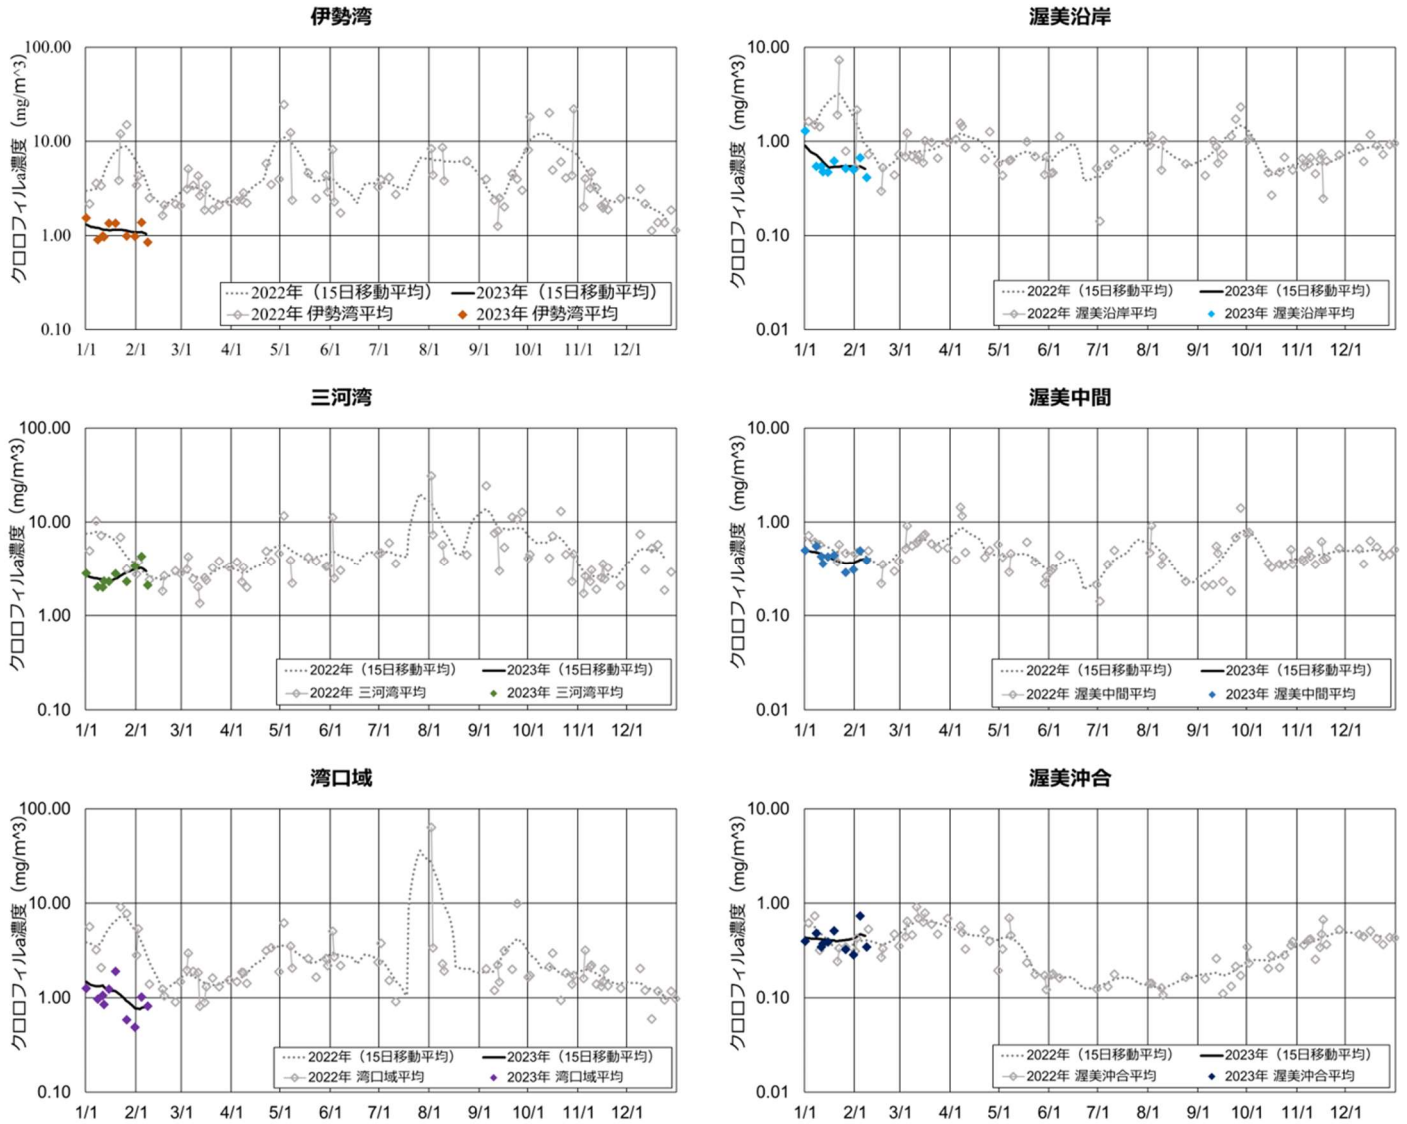 伊勢湾
クロロフィルa濃度（mg/m^3）
100.00
10.00
1.00
0.10
2022年（15日移動平均） 2023年（15日移動平均）
2022年 伊勢湾平均 2023年 伊勢湾平均
1/1 2/1 3/1 4/1 5/1 6/1 7/1 8/1 9/1 10/1 11/1 12/1
渥美沿岸
クロロフィルa濃度（mg/m^3）
10.00
1.00
0.10
0.01
2022年（15日移動平均） 2023年（15日移動平均）
2022年 渥美沿岸平均 2023年 渥美沿岸平均
1/1 2/1 3/1 4/1 5/1 6/1 7/1 8/1 9/1 10/1 11/1 12/1
三河湾
クロロフィルa濃度（mg/m^3）
100.00
10.00
1.00
0.10
2022年（15日移動平均） 2023年（15日移動平均）
2022年 三河湾平均 2023年 三河湾平均
1/1 2/1 3/1 4/1 5/1 6/1 7/1 8/1 9/1 10/1 11/1 12/1
渥美中間
クロロフィルa濃度（mg/m^3）
10.00
1.00
0.10
0.01
2022年（15日移動平均） 2023年（15日移動平均）
2022年 渥美中間平均 2023年 渥美中間平均
1/1 2/1 3/1 4/1 5/1 6/1 7/1 8/1 9/1 10/1 11/1 12/1
湾口域
クロロフィルa濃度（mg/m^3）
100.00
10.00
1.00
0.10
2022年（15日移動平均） 2023年（15日移動平均）
2022年 湾口域平均 2023年 湾口域平均
1/1 2/1 3/1 4/1 5/1 6/1 7/1 8/1 9/1 10/1 11/1 12/1
渥美沖合
クロロフィルa濃度（mg/m^3）
10.00
1.00
0.10
0.01
2022年（15日移動平均） 2023年（15日移動平均）
2022年 渥美沖合平均 2023年 渥美沖合平均
1/1 2/1 3/1 4/1 5/1 6/1 7/1 8/1 9/1 10/1 11/1 12/1